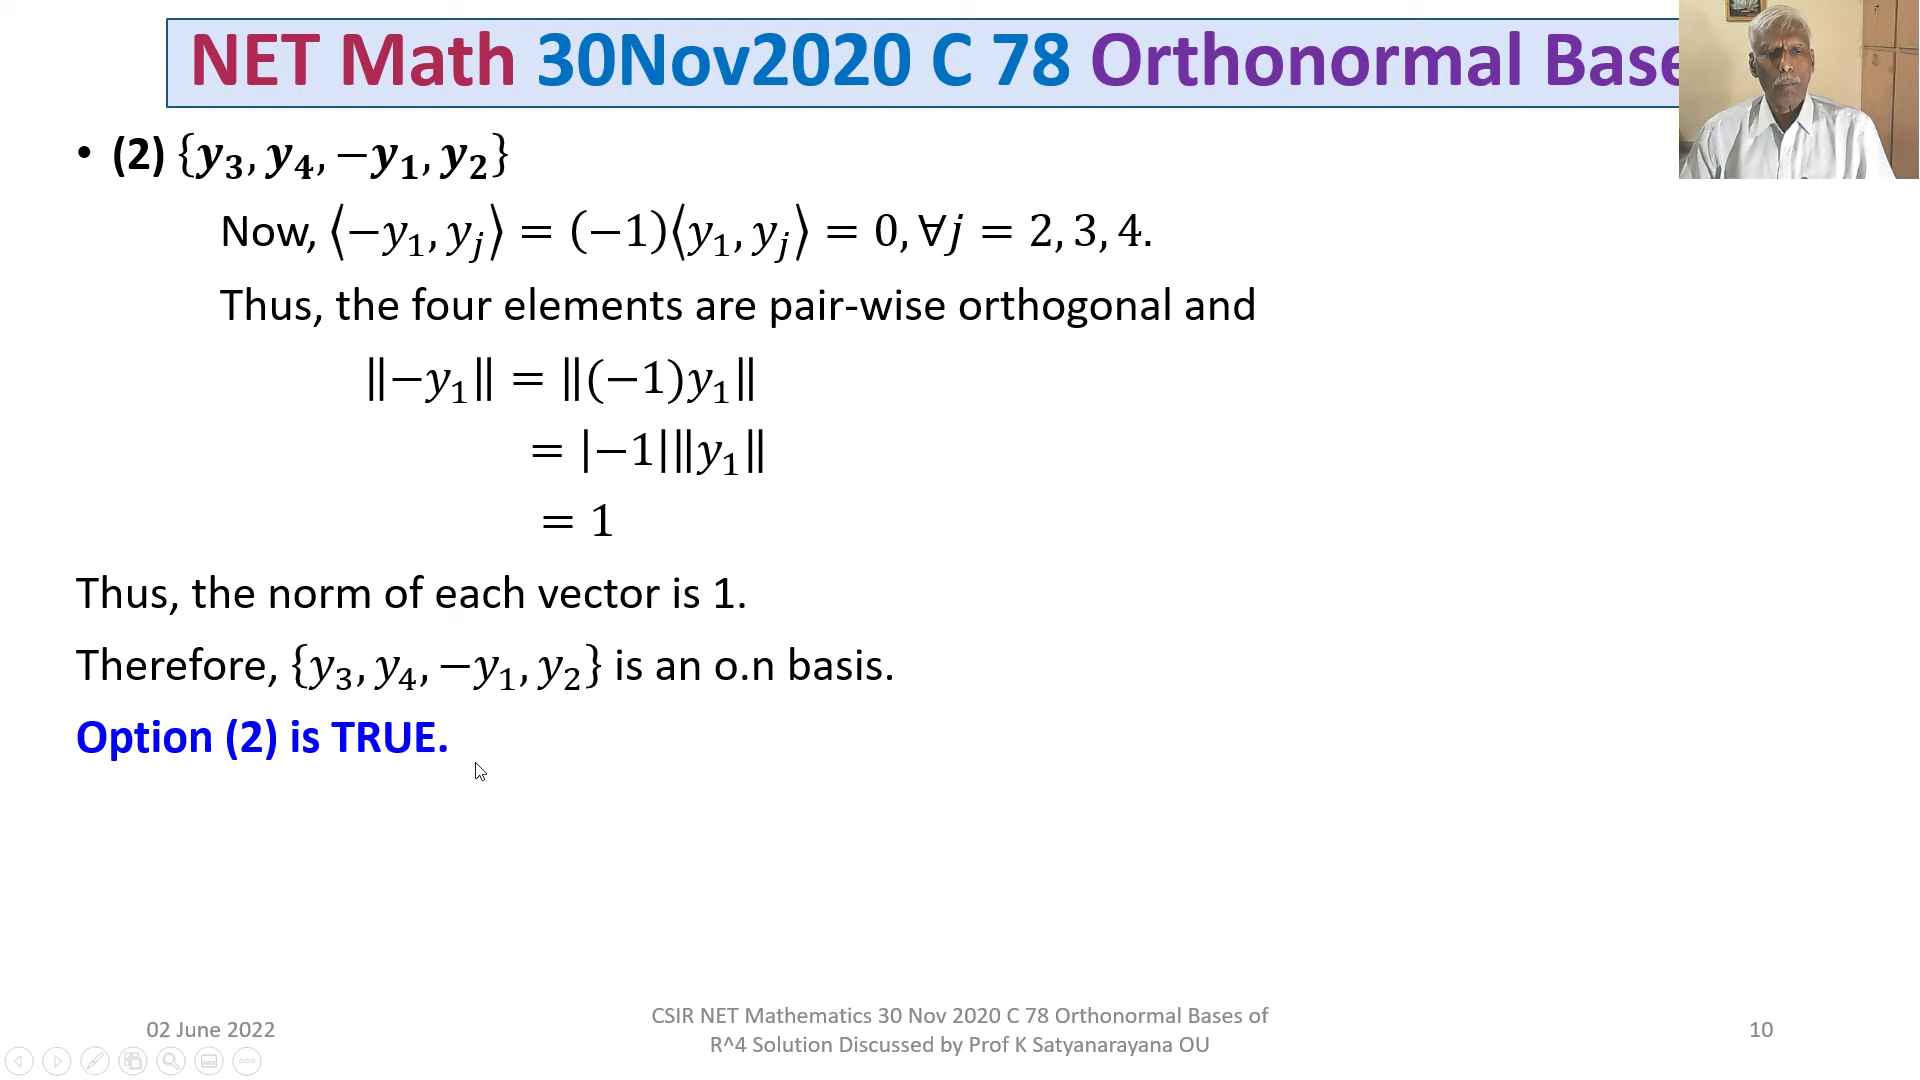 NET Math 30Nov2020 C 78 Orthonormal Base
• (2) {y₃, y₄, −y₁, y₂}
Now, ⟨−y₁, yⱼ⟩ = (−1)⟨y₁, yⱼ⟩ = 0, ∀j = 2, 3, 4.
Thus, the four elements are pair-wise orthogonal and
‖−y₁‖ = ‖(−1)y₁‖
= |−1|‖y₁‖
= 1
Thus, the norm of each vector is 1.
Therefore, {y₃, y₄, −y₁, y₂} is an o.n basis.
Option (2) is TRUE.
02 June 2022
CSIR NET Mathematics 30 Nov 2020 C 78 Orthonormal Bases of
R^4 Solution Discussed by Prof K Satyanarayana OU
10